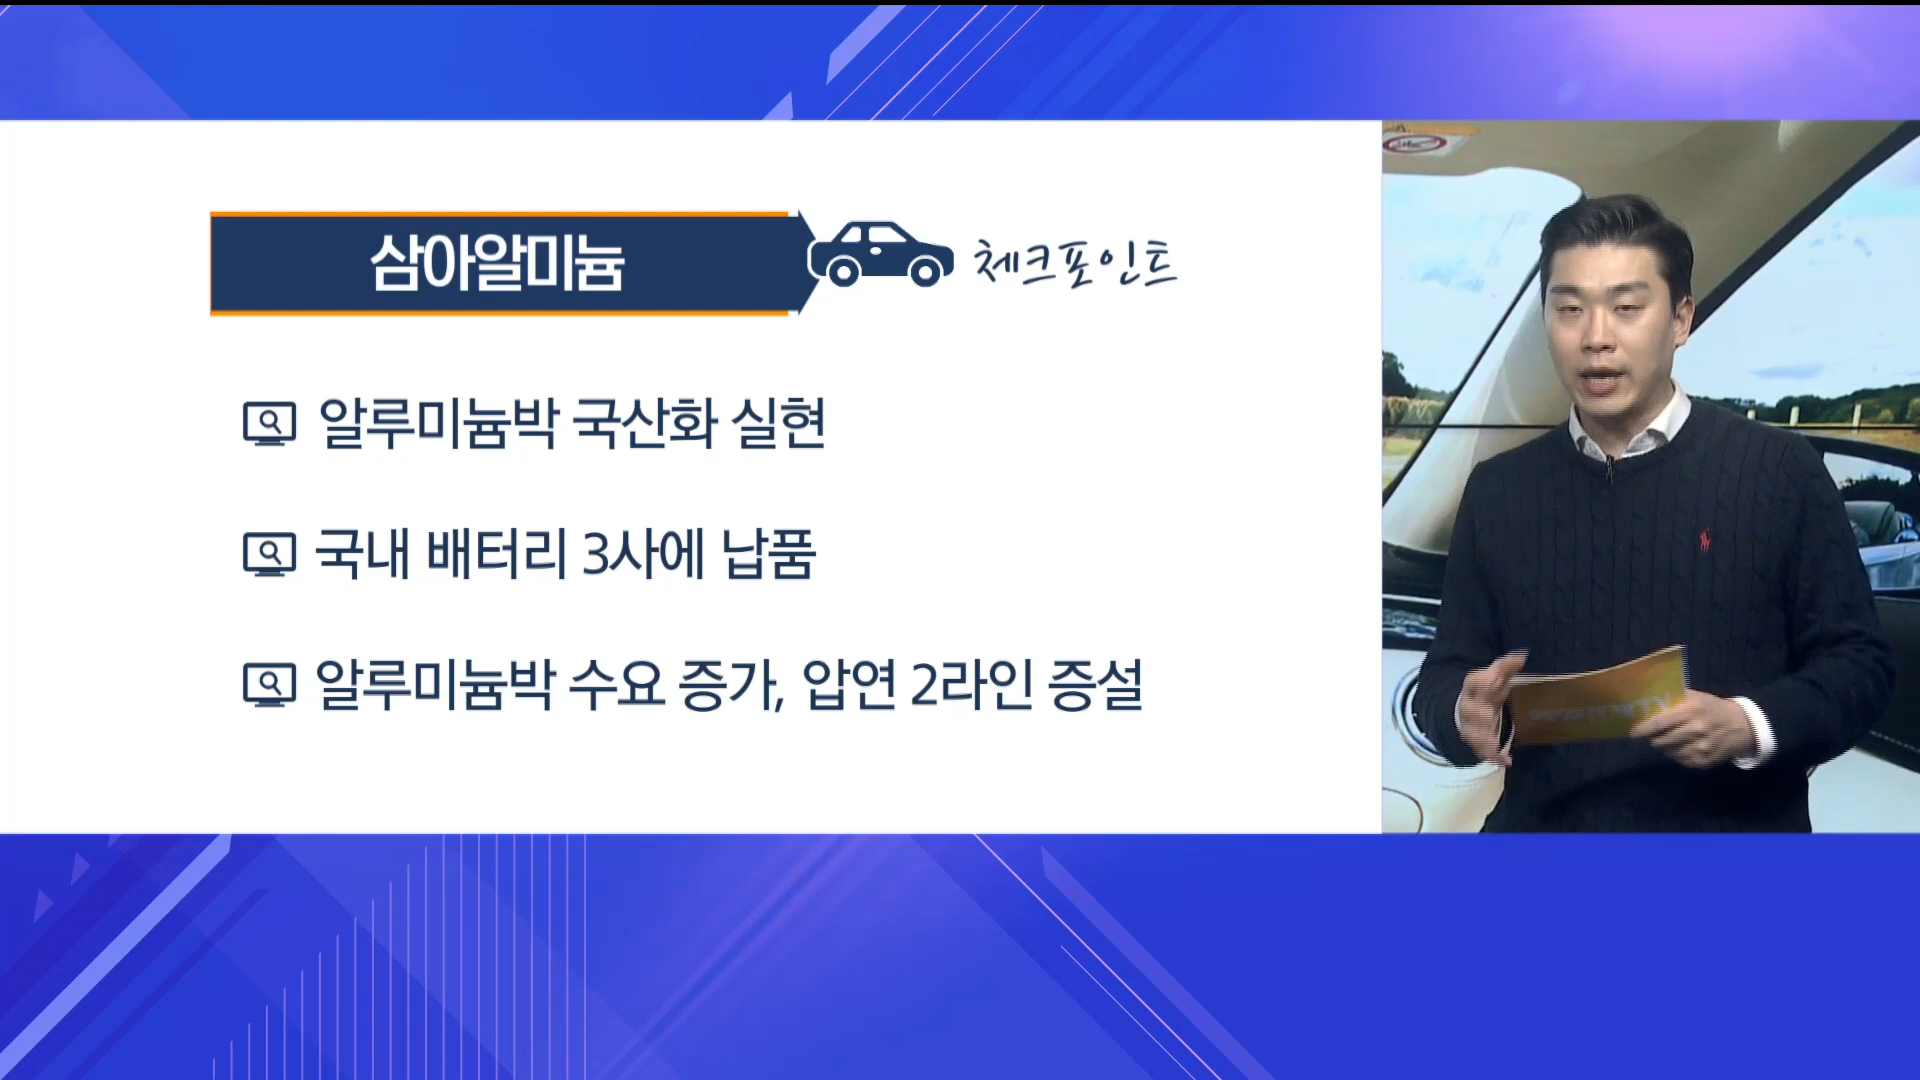 삼아알미늄
체크포인트
알루미늄박 국산화 실현
국내 배터리 3사에 납품
알루미늄박 수요 증가, 압연 2라인 증설